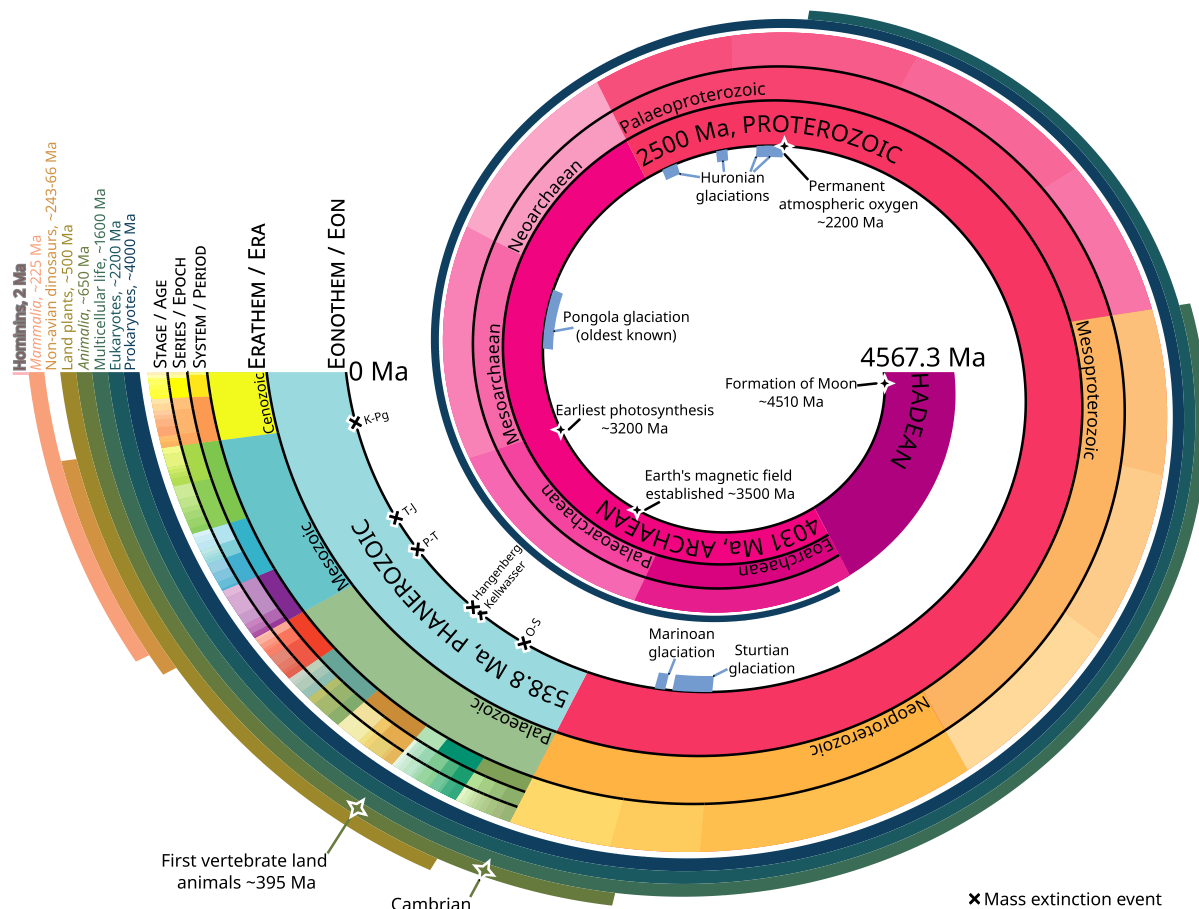 Hominins, 2 Ma
Mammalia, ~225 Ma
Non-avian dinosaurs, ~243-66 Ma
Land plants, ~500 Ma
Animalia, ~650 Ma
Multicellular life, ~1600 Ma
Eukaryotes, ~2200 Ma
Prokaryotes, ~4000 Ma
Stage / Age
Series / Epoch
System / Period
Erathem / Era
Eonothem / Eon
0 Ma
Cenozoic
Mesozoic
Palaeozoic
538.8 Ma, PHANEROZOIC
K-Pg
T-J
P-T
Hangenberg
Kellwasser
O-S
Marinoan
glaciation
Sturtian
glaciation
Neoproterozoic
Mesoproterozoic
Palaeoproterozoic
2500 Ma, PROTEROZOIC
Huronian
glaciations
Permanent
atmospheric oxygen
~2200 Ma
Neoarchaean
Mesoarchaean
Palaeoarchaean
Eoarchaean
4031 Ma, ARCHAEAN
Pongola glaciation
(oldest known)
Earliest photosynthesis
~3200 Ma
Earth's magnetic field
established ~3500 Ma
Formation of Moon
~4510 Ma
4567.3 Ma
HADEAN
First vertebrate land
animals ~395 Ma
Cambrian
Mass extinction event